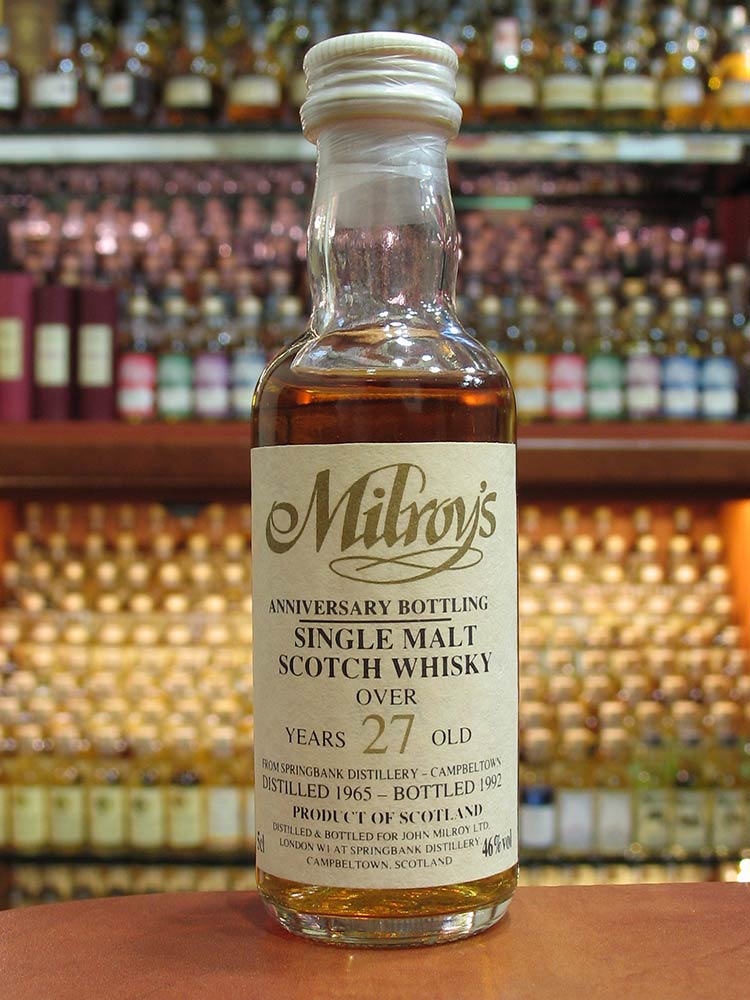 Milroy's
ANNIVERSARY BOTTLING
SINGLE MALT
SCOTCH WHISKY
OVER
YEARS 27 OLD
FROM SPRINGBANK DISTILLERY – CAMPBELTOWN
DISTILLED 1965 – BOTTLED 1992
PRODUCT OF SCOTLAND
DISTILLED & BOTTLED FOR JOHN MILROY LTD.
LONDON W1 AT SPRINGBANK DISTILLERY
CAMPBELTOWN, SCOTLAND
5cl
46% vol